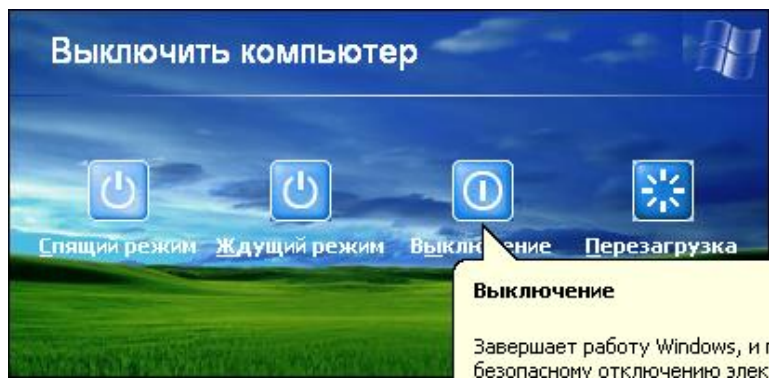 Выключить компьютер
Спящий режим Ждущий режим Выключение Перезагрузка
Выключение
Завершает работу Windows, и
безопасному отключению